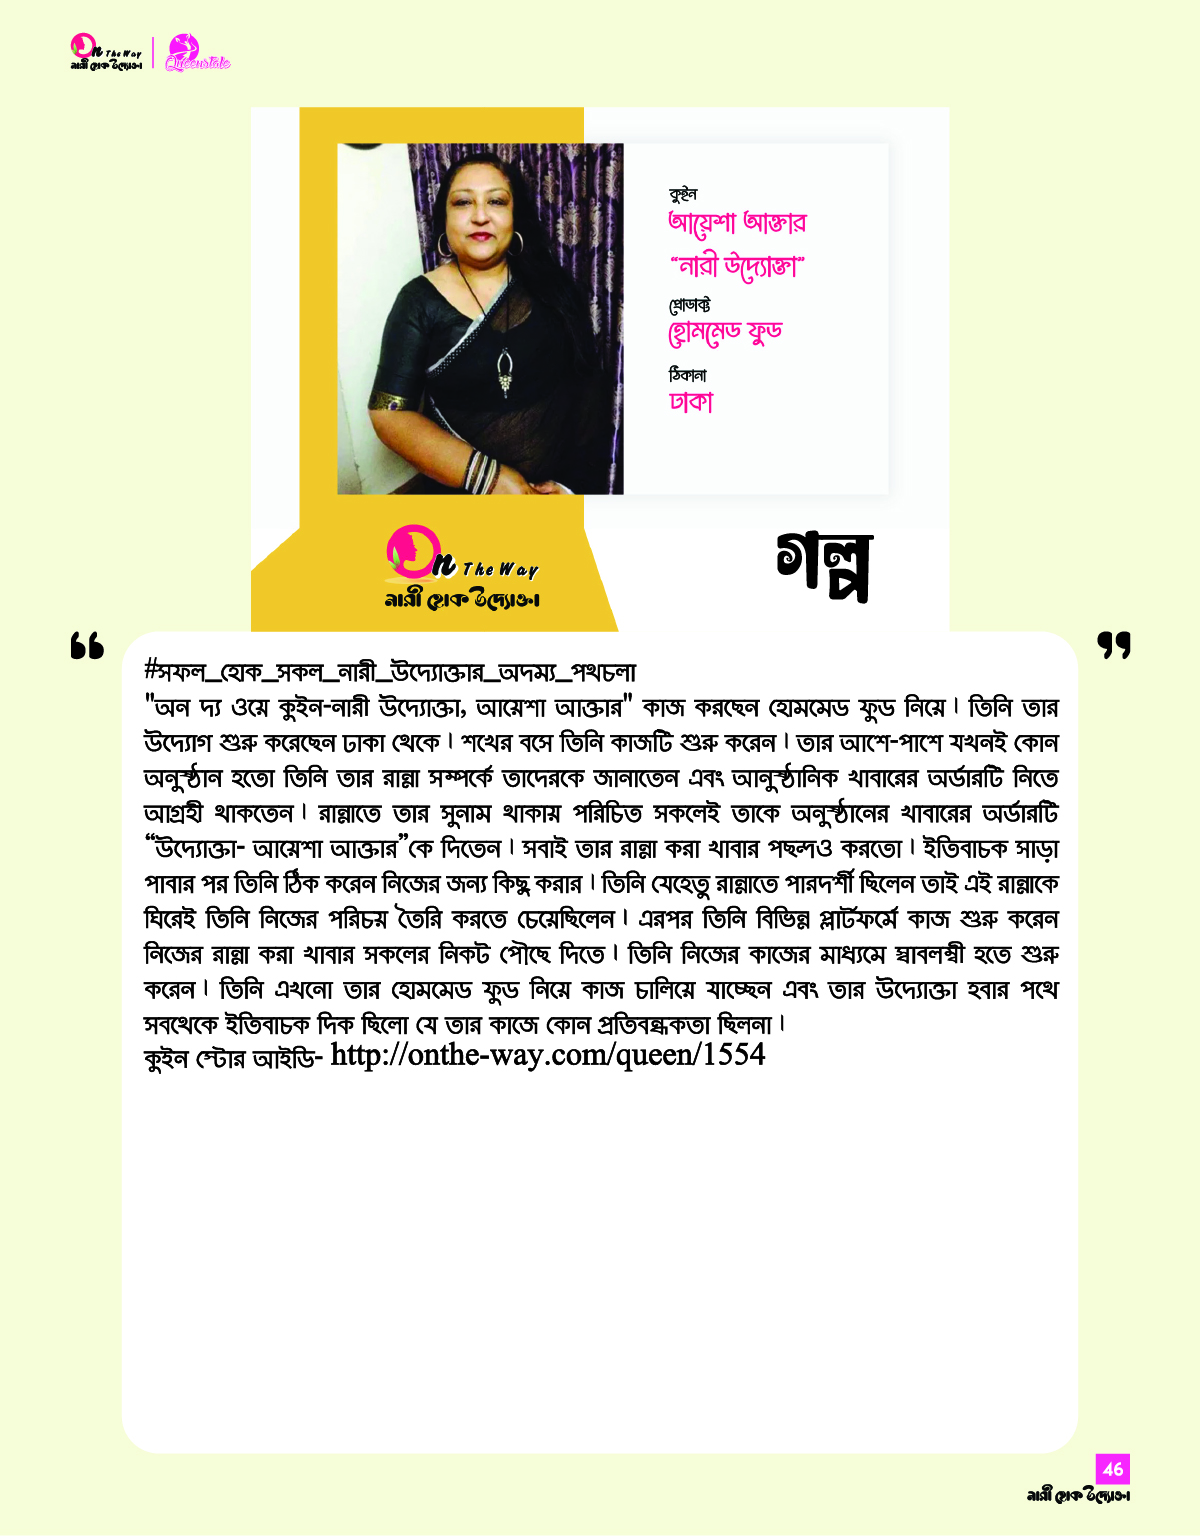 On The Way
নারী হোক উদ্যোক্তা
Queenstale
কুইন
আয়েশা আক্তার
“নারী উদ্যোক্তা”
প্রোডাক্ট
হোমমেড ফুড
ঠিকানা
ঢাকা
On The Way
নারী হোক উদ্যোক্তা
গল্প
#সফল_হোক_সকল_নারী_উদ্যোক্তার_অদম্য_পথচলা
"অন দ্য ওয়ে কুইন-নারী উদ্যোক্তা, আয়েশা আক্তার" কাজ করছেন হোমমেড ফুড নিয়ে। তিনি তার
উদ্যোগ শুরু করেছেন ঢাকা থেকে। শখের বসে তিনি কাজটি শুরু করেন। তার আশে-পাশে যখনই কোন
অনুষ্ঠান হতো তিনি তার রান্না সম্পর্কে তাদেরকে জানাতেন এবং আনুষ্ঠানিক খাবারের অর্ডারটি নিতে
আগ্রহী থাকতেন। রান্নাতে তার সুনাম থাকায় পরিচিত সকলেই তাকে অনুষ্ঠানের খাবারের অর্ডারটি
“উদ্যোক্তা- আয়েশা আক্তার”কে দিতেন। সবাই তার রান্না করা খাবার পছন্দও করতো। ইতিবাচক সাড়া
পাবার পর তিনি ঠিক করেন নিজের জন্য কিছু করার। তিনি যেহেতু রান্নাতে পারদর্শী ছিলেন তাই এই রান্নাকে
ঘিরেই তিনি নিজের পরিচয় তৈরি করতে চেয়েছিলেন। এরপর তিনি বিভিন্ন প্লার্টফর্মে কাজ শুরু করেন
নিজের রান্না করা খাবার সকলের নিকট পৌছে দিতে। তিনি নিজের কাজের মাধ্যমে স্বাবলম্বী হতে শুরু
করেন। তিনি এখনো তার হোমমেড ফুড নিয়ে কাজ চালিয়ে যাচ্ছেন এবং তার উদ্যোক্তা হবার পথে
সবথেকে ইতিবাচক দিক ছিলো যে তার কাজে কোন প্রতিবন্ধকতা ছিলনা।
কুইন স্টোর আইডি- http://onthe-way.com/queen/1554
46
নারী হোক উদ্যোক্তা